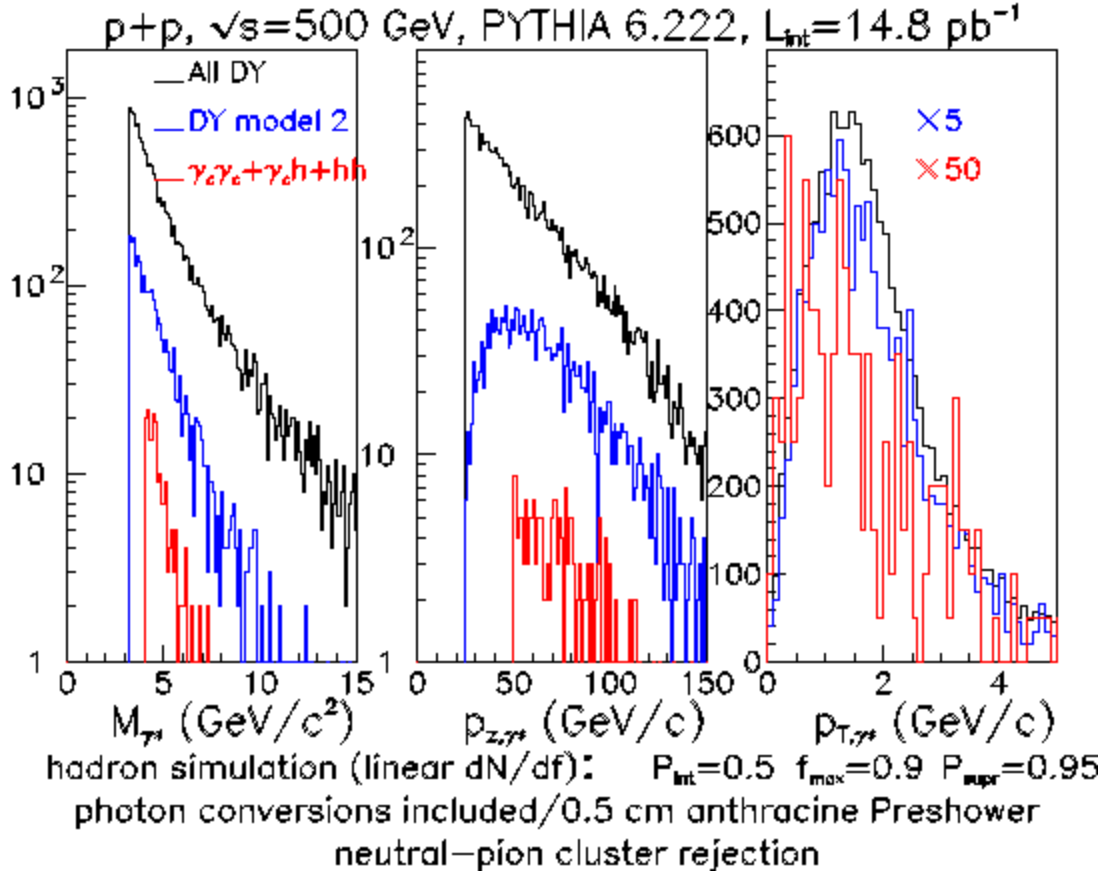 p+p, √s=500 GeV, PYTHIA 6.222, L_int=14.8 pb⁻¹
All DY
DY model 2
γ_cγ_c+γ_ch+hh
×5
×50
10³
10²
10
1
10²
10
1
600
500
400
300
200
100
0
0 5 10 15
0 50 100 150
0 2 4
M_γ* (GeV/c²)
p_z,γ* (GeV/c)
p_T,γ* (GeV/c)
hadron simulation (linear dN/df): P_int=0.5 f_max=0.9 P_supr=0.95
photon conversions included/0.5 cm anthracine Preshower
neutral-pion cluster rejection